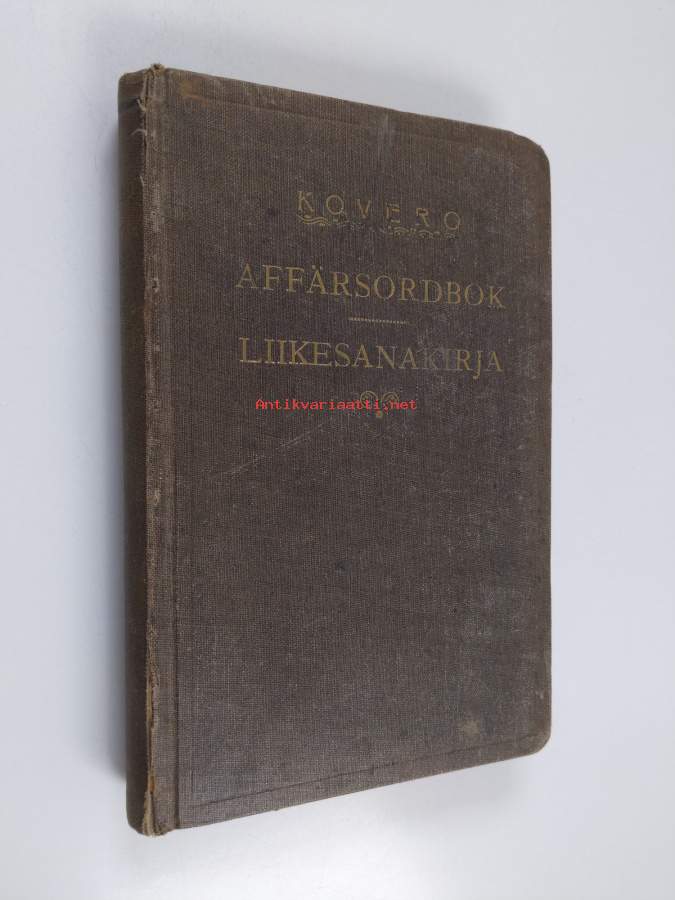 KOVERO
AFFÄRSORDBOK
LIIKESANAKIRJA
Antikvariaatti.net